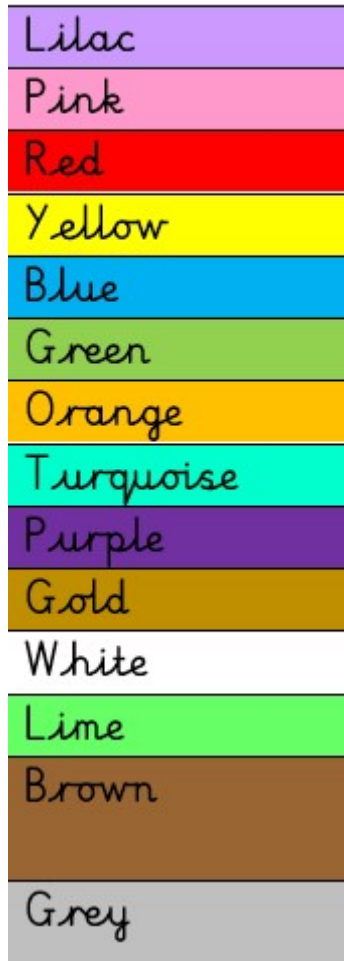 Lilac
Pink
Red
Yellow
Blue
Green
Orange
Turquoise
Purple
Gold
White
Lime
Brown
Grey